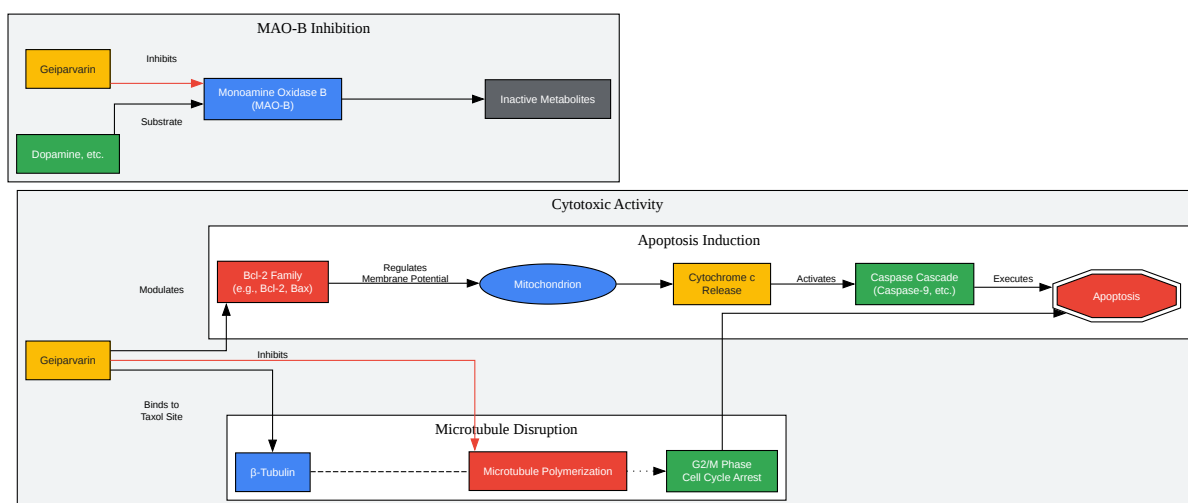 MAO-B Inhibition
Geiparvarin
Inhibits
Monoamine Oxidase B
(MAO-B)
Inactive Metabolites
Substrate
Dopamine, etc.
Cytotoxic Activity
Apoptosis Induction
Bcl-2 Family
(e.g., Bcl-2, Bax)
Regulates
Membrane Potential
Mitochondrion
Cytochrome c
Release
Activates
Caspase Cascade
(Caspase-9, etc.)
Executes
Apoptosis
Modulates
Geiparvarin
Inhibits
Binds to
Taxol Site
Microtubule Disruption
β-Tubulin
Microtubule Polymerization
G2/M Phase
Cell Cycle Arrest